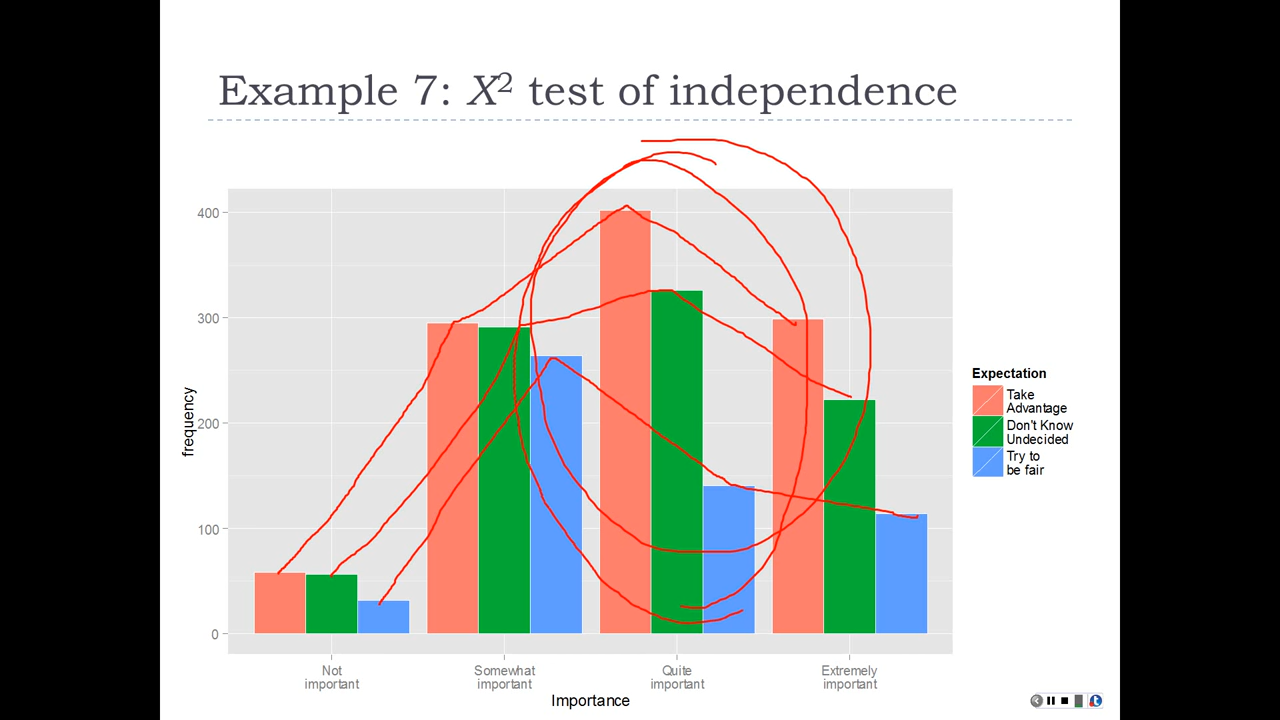 Example 7: X² test of independence
400
300
200
100
0
frequency
Not
important
Somewhat
important
Quite
important
Extremely
important
Importance
Expectation
Take
Advantage
Don't Know
Undecided
Try to
be fair